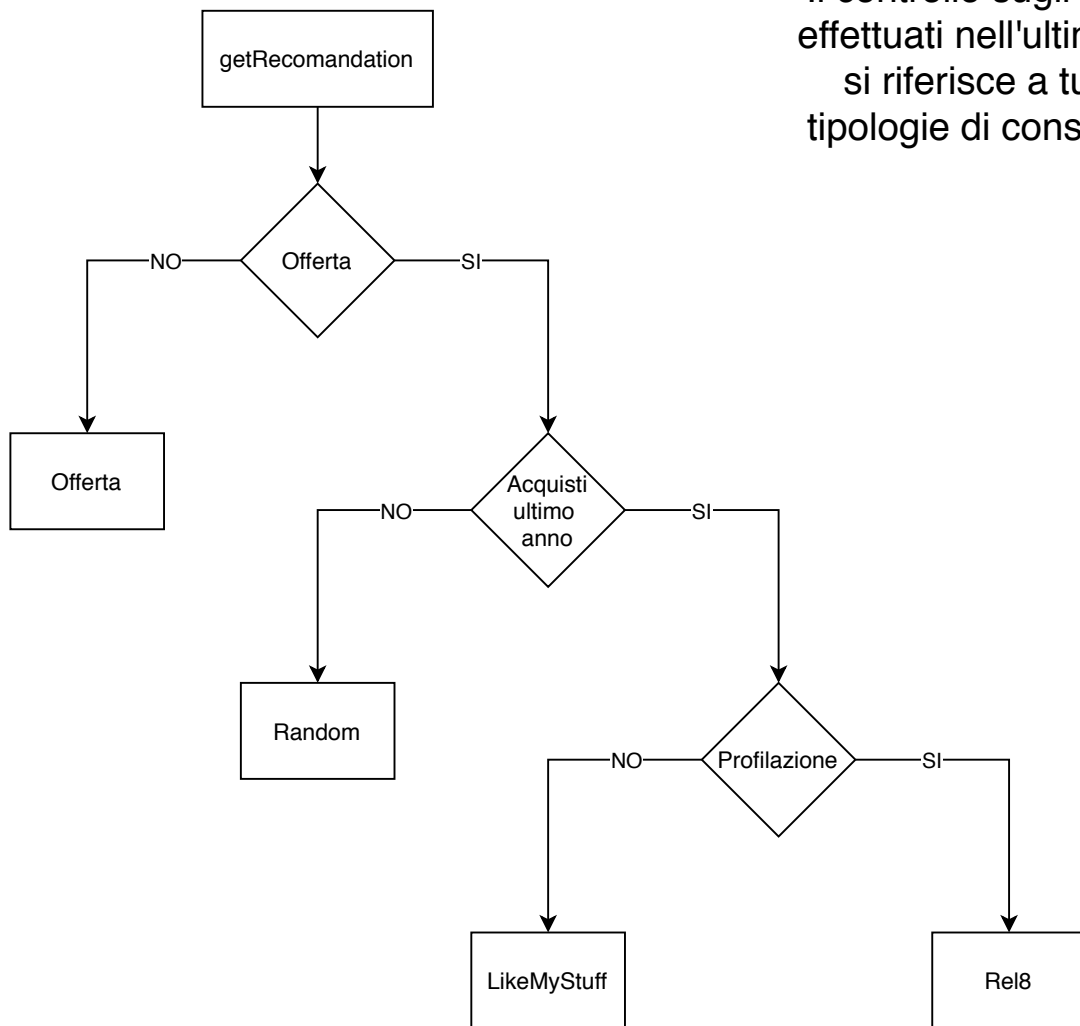 effettuati nell'ultim
si riferisce a tu
tipologie di cons
getRecomandation
Offerta
NO
SI
Offerta
Acquisti
ultimo
anno
NO
SI
Random
Profilazione
NO
SI
LikeMyStuff
Rel8